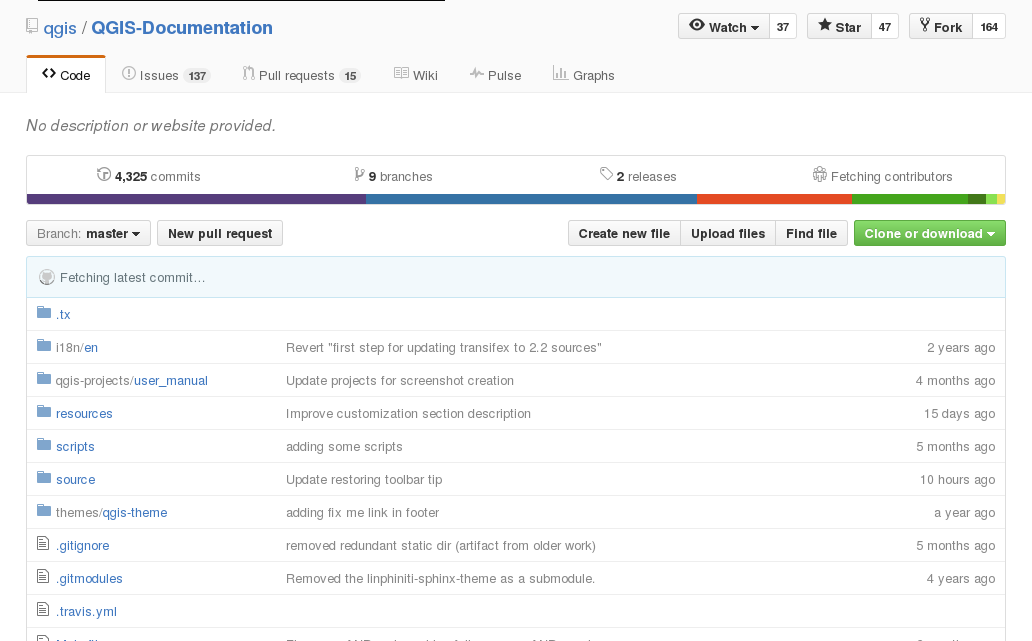 qgis / QGIS-Documentation
Watch 37 Star 47 Fork 164
Code Issues 137 Pull requests 15 Wiki Pulse Graphs
No description or website provided.
4,325 commits 9 branches 2 releases Fetching contributors
Branch: master New pull request Create new file Upload files Find file Clone or download
Fetching latest commit…
.tx
i18n/en Revert "first step for updating transifex to 2.2 sources" 2 years ago
qgis-projects/user_manual Update projects for screenshot creation 4 months ago
resources Improve customization section description 15 days ago
scripts adding some scripts 5 months ago
source Update restoring toolbar tip 10 hours ago
themes/qgis-theme adding fix me link in footer a year ago
.gitignore removed redundant static dir (artifact from older work) 5 months ago
.gitmodules Removed the linphiniti-sphinx-theme as a submodule. 4 years ago
.travis.yml